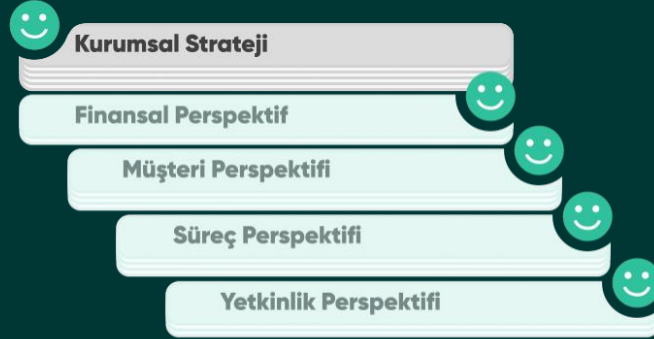 Kurumsal Strateji
Finansal Perspektif
Müşteri Perspektifi
Süreç Perspektifi
Yetkinlik Perspektifi